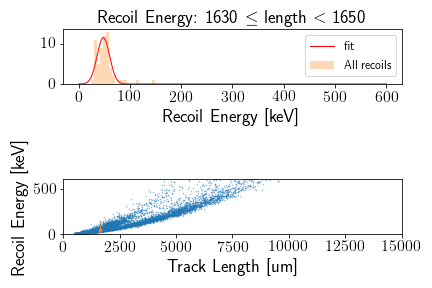 Recoil Energy: 1630 ≤ length < 1650
10
0
fit
All recoils
0 100 200 300 400 500 600
Recoil Energy [keV]
Recoil Energy [keV]
500
0
0 2500 5000 7500 10000 12500 15000
Track Length [um]